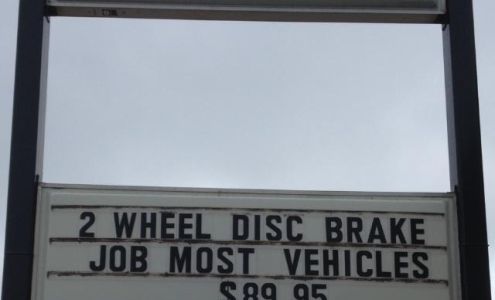 2 WHEEL DISC BRAKE
JOB MOST VEHICLES
$89.95